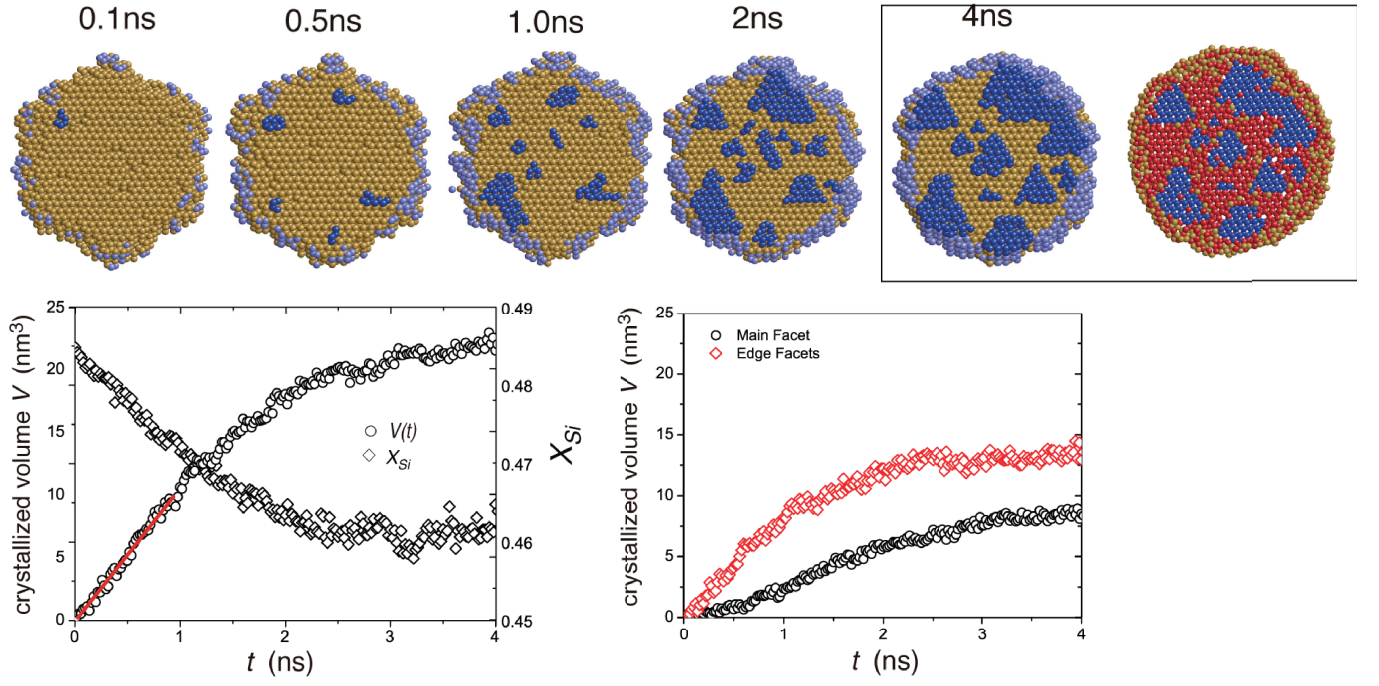 0.1ns 0.5ns 1.0ns 2ns 4ns
25
20
15
10
5
0
crystallized volume V (nm³)
0 1 2 3 4
t (ns)
V(t)
X_Si
0.49
0.48
0.47
0.46
0.45
X_Si
25
20
15
10
5
0
crystallized volume V (nm³)
0 1 2 3 4
t (ns)
Main Facet
Edge Facets